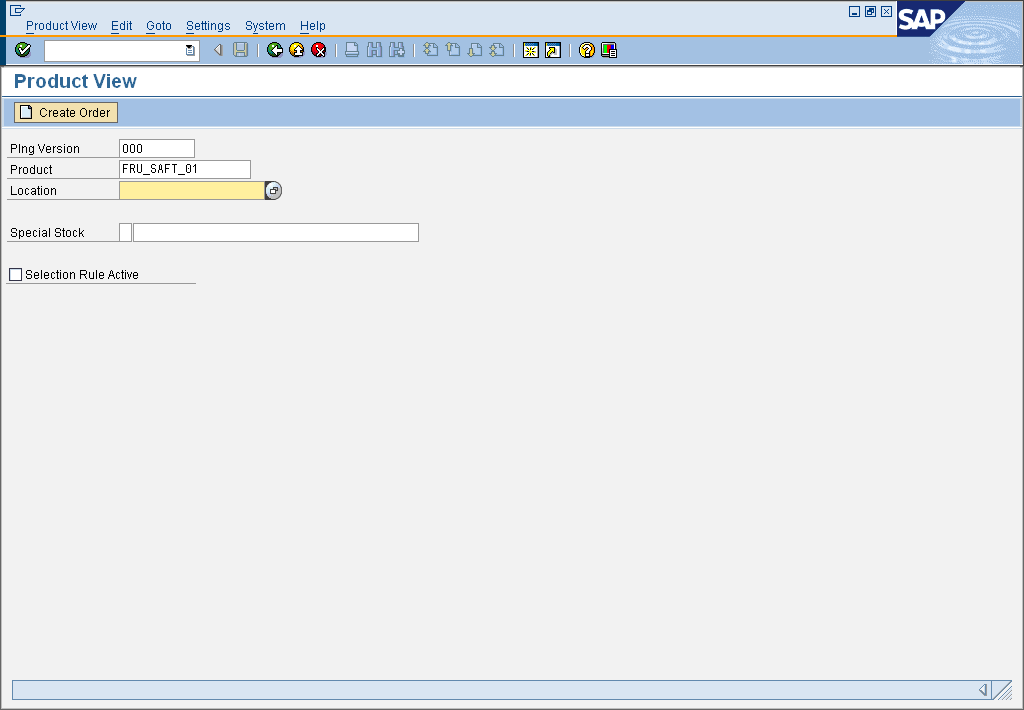 Product View Edit Goto Settings System Help
SAP
Product View
Create Order
Plng Version 000
Product FRU_SAFT_01
Location
Special Stock
Selection Rule Active